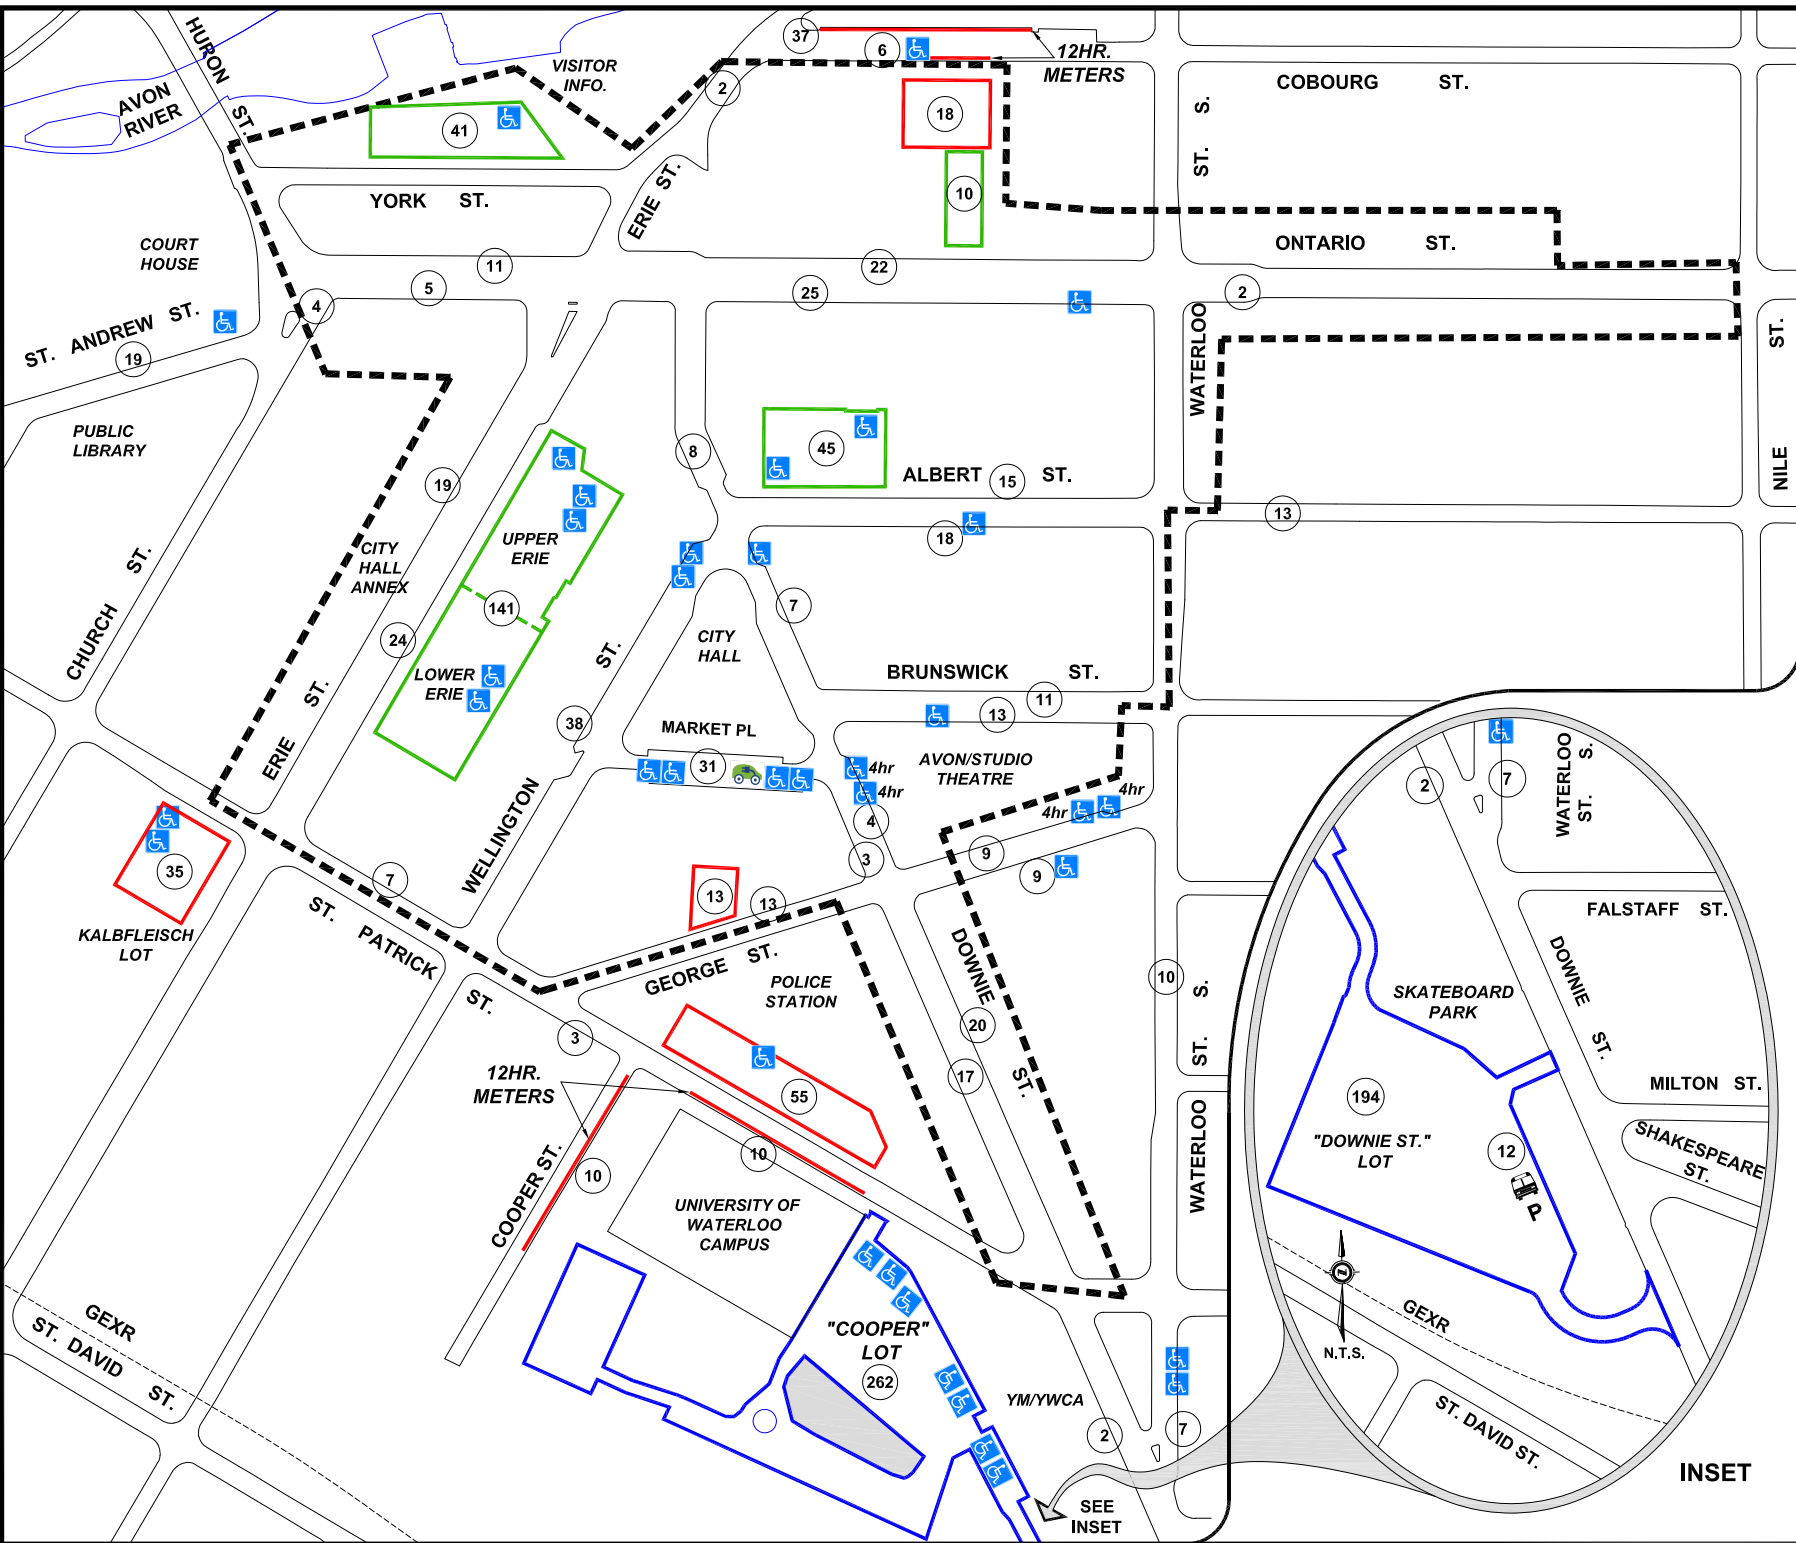 HURON ST.
AVON
RIVER
VISITOR
INFO.
37
6
12HR.
METERS
2
41
18
10
COBOURG ST.
WATERLOO ST. S.
YORK ST.
ERIE ST.
COURT
HOUSE
11
22
ONTARIO ST.
5
25
2
4
ST. ANDREW ST.
19
NILE ST.
PUBLIC
LIBRARY
8
45
ALBERT ST.
15
19
18
13
CITY
HALL
ANNEX
UPPER
ERIE
141
24
LOWER
ERIE
CHURCH ST.
ERIE ST.
7
CITY
HALL
BRUNSWICK ST.
11
13
38
WELLINGTON ST.
MARKET PL
31
4hr
4hr
AVON/STUDIO
THEATRE
4hr
4hr
4
3
9
9
35
KALBFLEISCH
LOT
7
13
13
ST. PATRICK ST.
GEORGE ST.
POLICE
STATION
DOWNIE ST.
10
WATERLOO ST. S.
20
17
3
12HR.
METERS
55
10
10
COOPER ST.
UNIVERSITY OF
WATERLOO
CAMPUS
"COOPER"
LOT
262
GEXR
ST. DAVID ST.
YM/YWCA
2
7
SEE
INSET
2
7
WATERLOO
ST. S.
FALSTAFF ST.
DOWNIE ST.
SKATEBOARD
PARK
MILTON ST.
194
"DOWNIE ST."
LOT
12
P
SHAKESPEARE
ST.
Z
N.T.S.
GEXR
ST. DAVID ST.
INSET